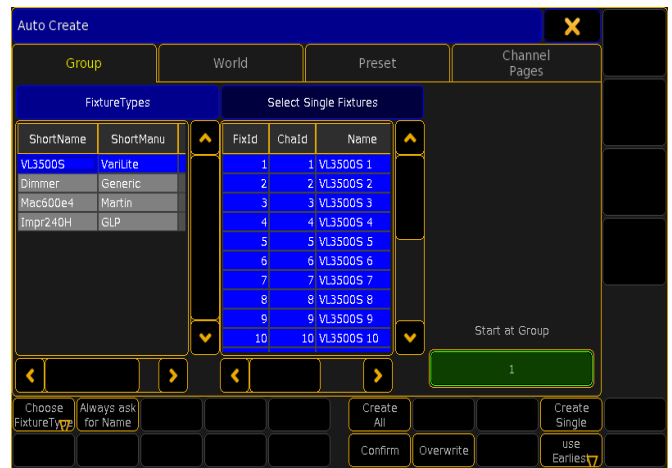 Auto Create
Group World Preset Channel Pages
FixtureTypes Select Single Fixtures
ShortName ShortManu FixId ChaId Name
VL3500S VariLite 1 1 VL3500S 1
Dimmer Generic 2 2 VL3500S 2
Mac600e4 Martin 3 3 VL3500S 3
Impr240H GLP 4 4 VL3500S 4
5 5 VL3500S 5
6 6 VL3500S 6
7 7 VL3500S 7
8 8 VL3500S 8
9 9 VL3500S 9
10 10 VL3500S 10
Start at Group
1
Choose FixtureType Always ask for Name Create All Create Single
Confirm Overwrite use Earliest